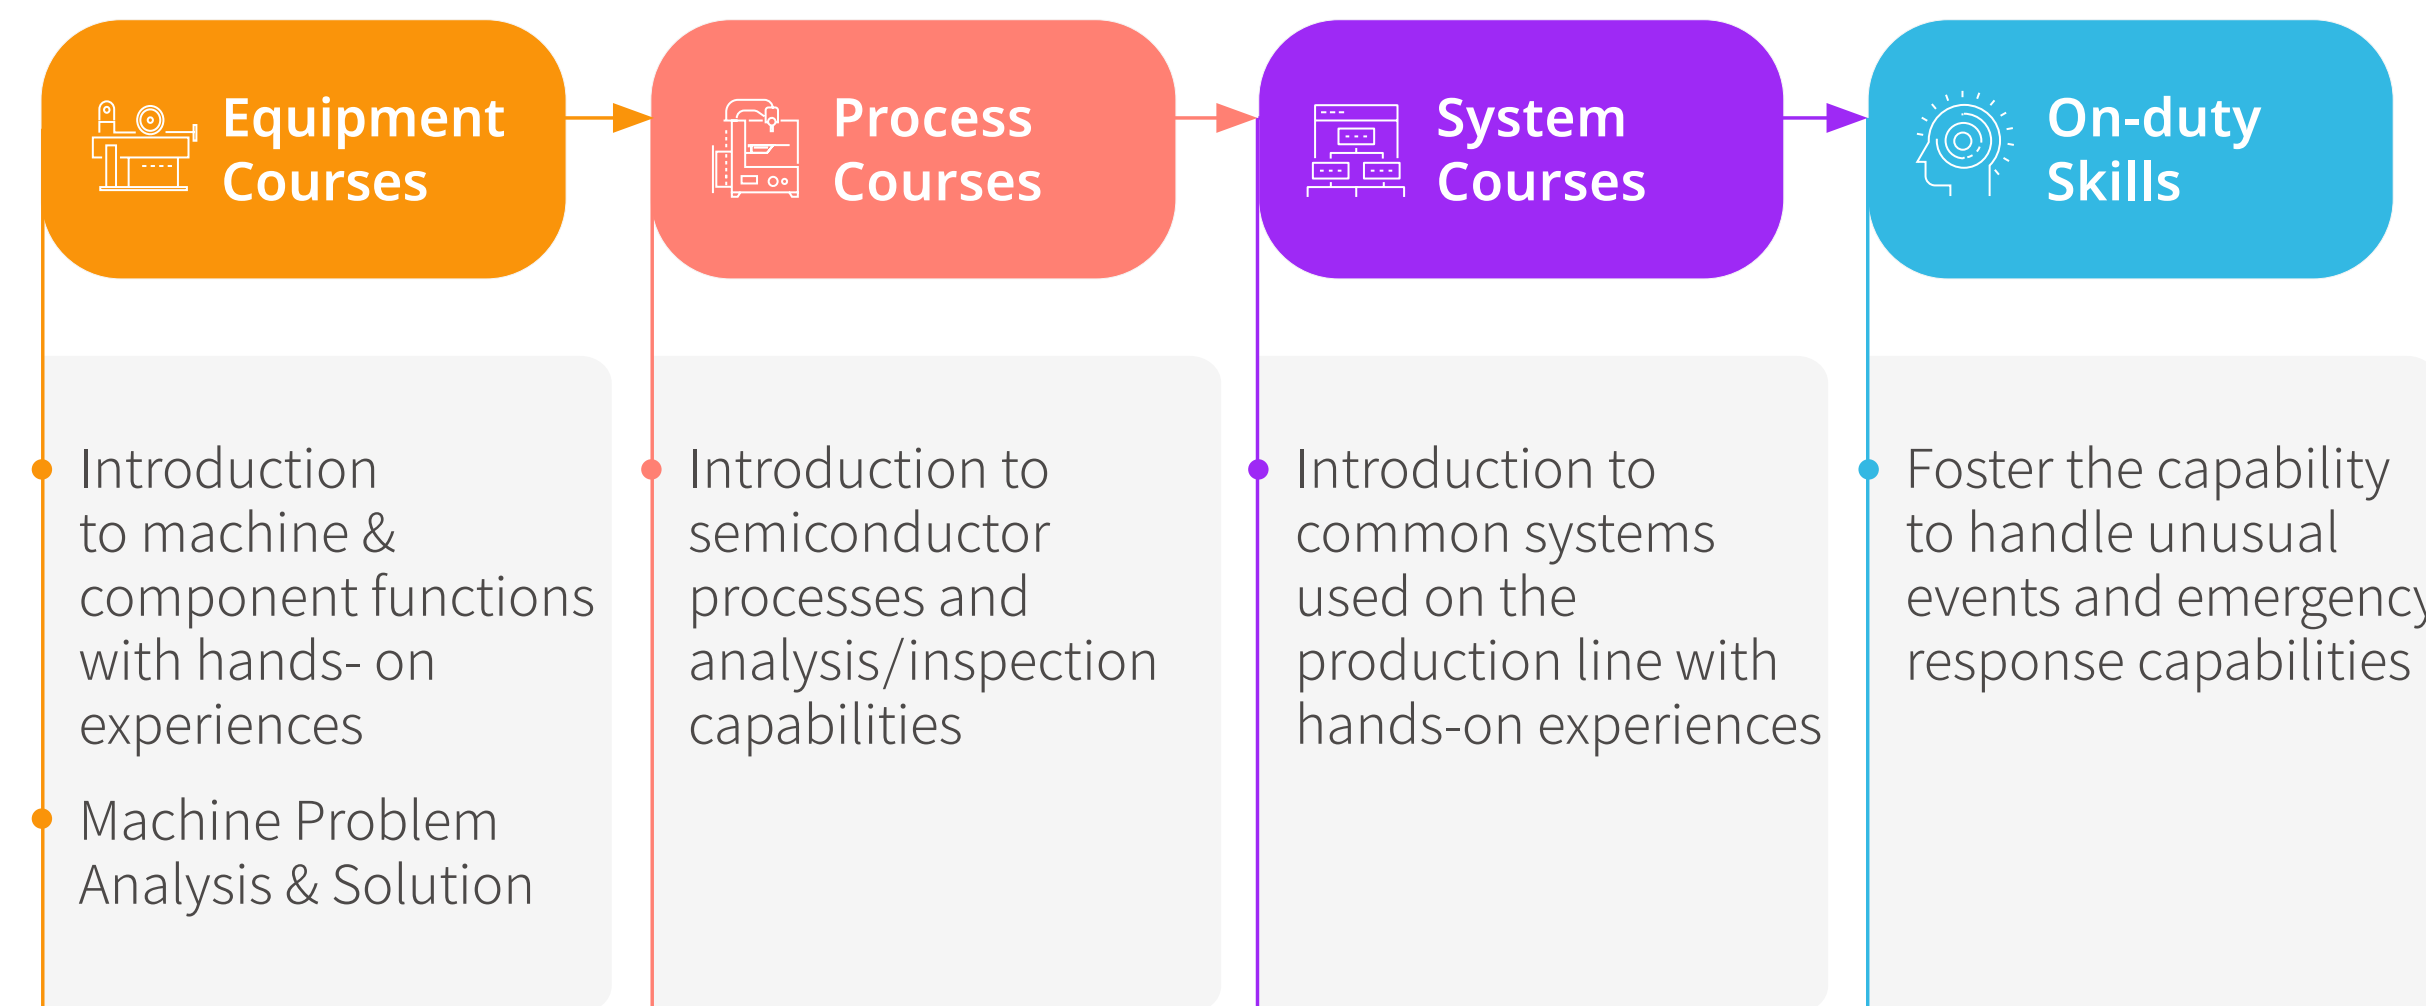 Equipment
Courses
Process
Courses
System
Courses
On-duty
Skills
Introduction
to machine &
component functions
with hands- on
experiences
Machine Problem
Analysis & Solution
Introduction to
semiconductor
processes and
analysis/inspection
capabilities
Introduction to
common systems
used on the
production line with
hands-on experiences
Foster the capability
to handle unusual
events and emergency
response capabilities